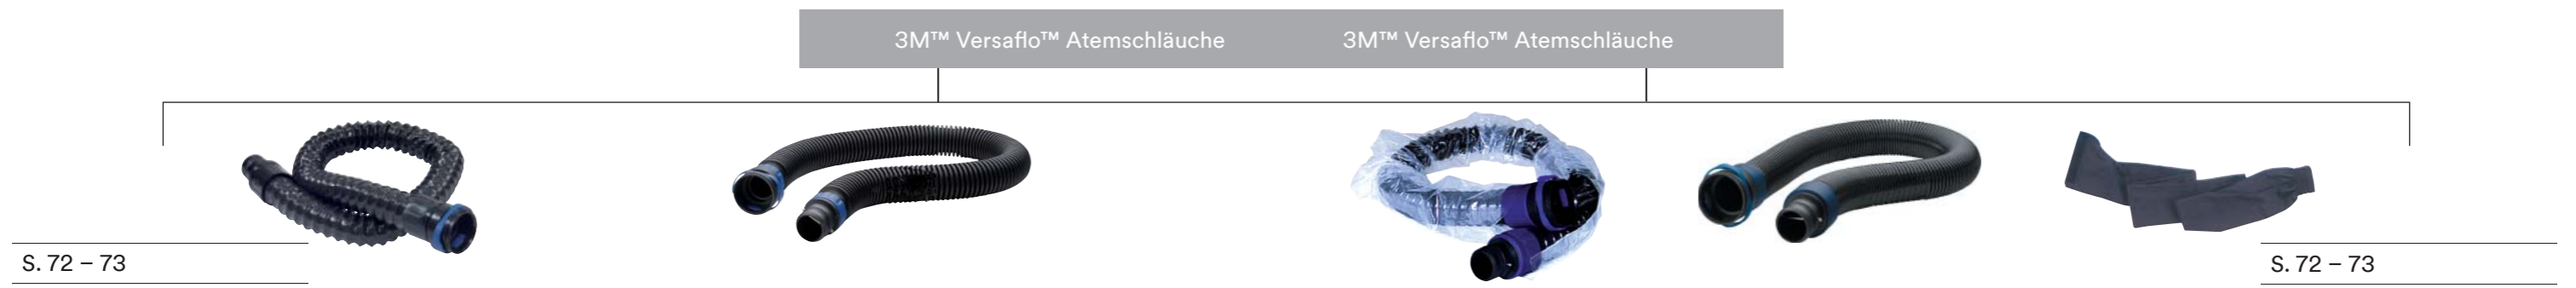 3M™ Versaflo™ Atemschläuche
3M™ Versaflo™ Atemschläuche
S. 72 – 73
S. 72 – 73